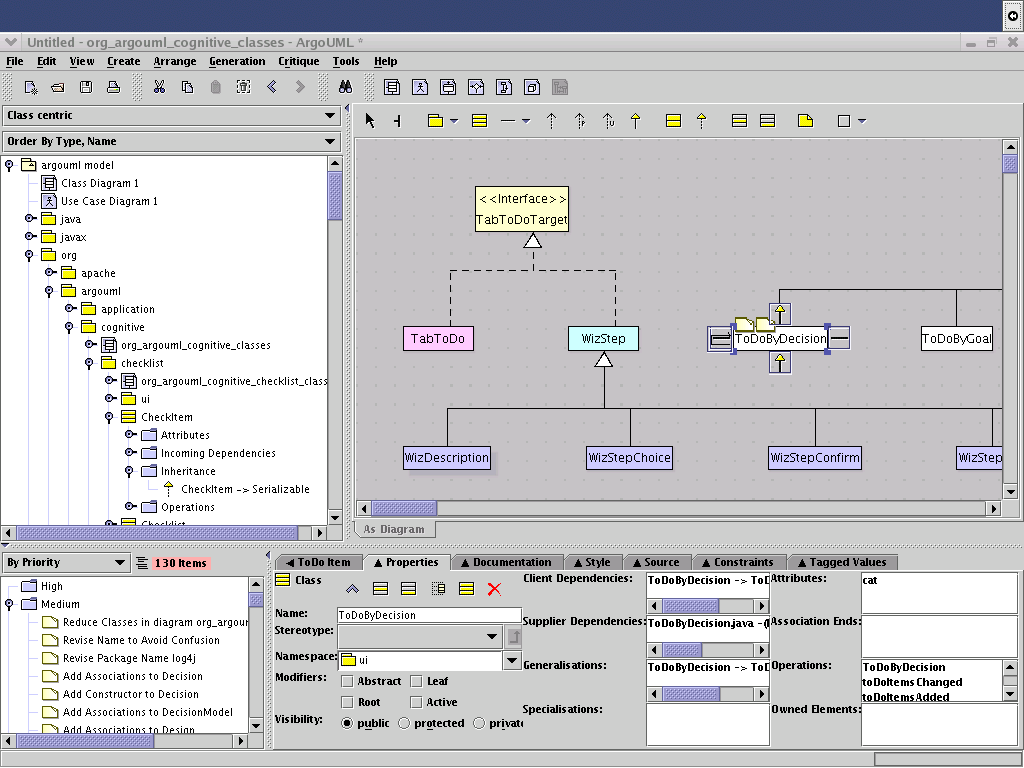 Untitled - org_argouml_cognitive_classes - ArgoUML *
File Edit View Create Arrange Generation Critique Tools Help
Class centric
Order By Type, Name
argouml model
Class Diagram 1
Use Case Diagram 1
java
javax
org
apache
argouml
application
cognitive
org_argouml_cognitive_classes
checklist
org_argouml_cognitive_checklist_class
ui
CheckItem
Attributes
Incoming Dependencies
Inheritance
CheckItem -> Serializable
Operations
Checklist
<<Interface>>
TabToDoTarget
TabToDo
WizStep
ToDoByDecision
ToDoByGoal
WizDescription
WizStepChoice
WizStepConfirm
WizStep
As Diagram
By Priority
130 Items
High
Medium
Reduce Classes in diagram org_argour
Revise Name to Avoid Confusion
Revise Package Name log4j
Add Associations to Decision
Add Constructor to Decision
Add Associations to DecisionModel
Add Associations to Design
ToDo Item
Properties
Documentation
Style
Source
Constraints
Tagged Values
Class
Name:
ToDoByDecision
Stereotype:
Namespace:
ui
Modifiers:
Abstract
Leaf
Root
Active
Visibility:
public
protected
private
Client Dependencies:
ToDoByDecision -> ToD
Supplier Dependencies:
ToDoByDecision.java -(
Generalisations:
ToDoByDecision -> ToD
Specialisations:
Attributes:
cat
Association Ends:
Operations:
ToDoByDecision
toDoItemsChanged
toDoItemsAdded
Owned Elements: